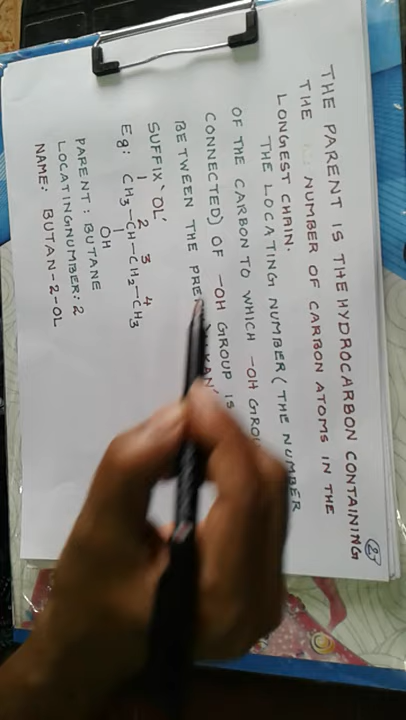 2
THE PARENT IS THE HYDROCARBON CONTAINING
THE NUMBER OF CARBON ATOMS IN THE
LONGEST CHAIN.
THE LOCATING NUMBER (THE NUMBER
OF THE CARBON TO WHICH -OH GROU
CONNECTED) OF -OH GROUP IS
BETWEEN THE PRE
SUFFIX 'OL'
1 2 3 4
Eg: CH3-CH-CH2-CH3
OH
PARENT: BUTANE
LOCATING NUMBER: 2
NAME: BUTAN-2-OL